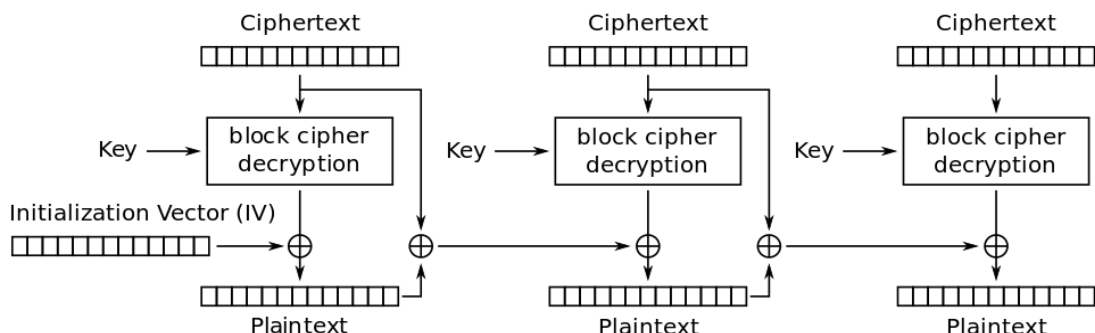 Ciphertext Ciphertext Ciphertext
Key block cipher decryption Key block cipher decryption Key block cipher decryption
Initialization Vector (IV)
Plaintext Plaintext Plaintext